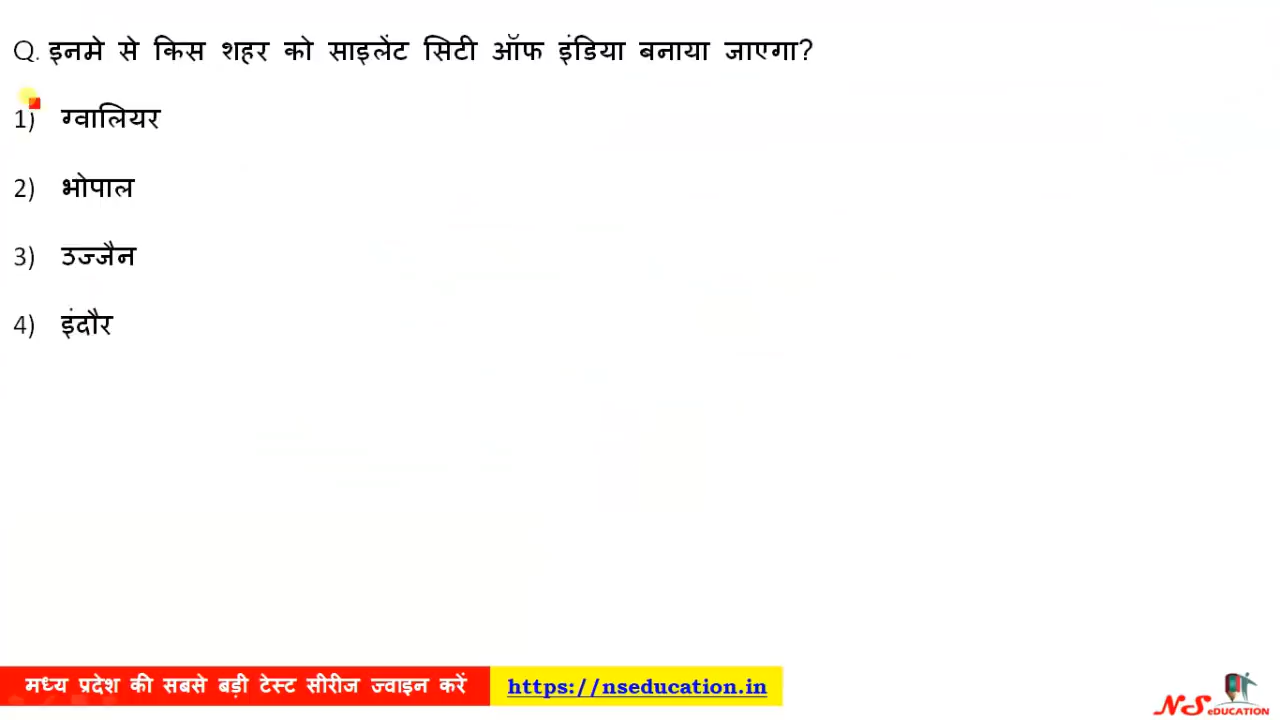 Q. इनमे से किस शहर को साइलेंट सिटी ऑफ इंडिया बनाया जाएगा?
1) ग्वालियर
2) भोपाल
3) उज्जैन
4) इंदौर
मध्य प्रदेश की सबसे बड़ी टेस्ट सीरीज ज्वाइन करें https://nseducation.in
NS eDUCATION